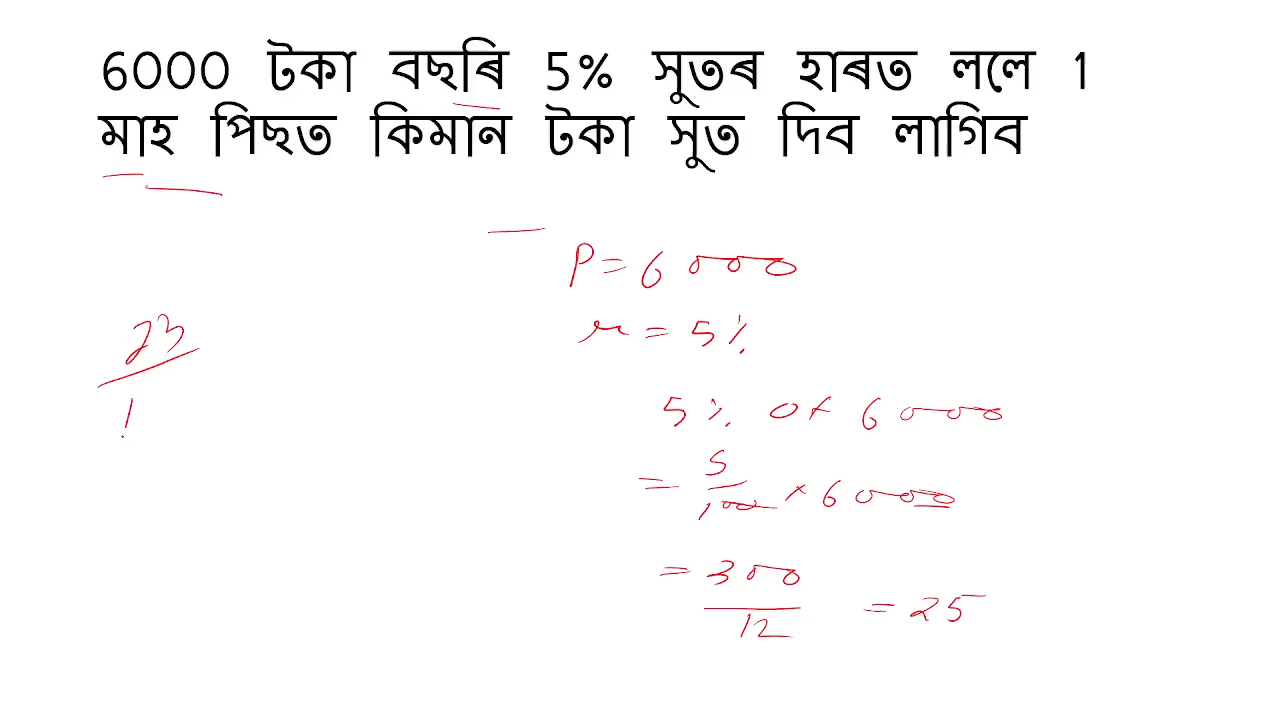 6000 টকা বছৰি 5% সুতৰ হাৰত ললে 1
মাহ পিছত কিমান টকা সুত দিব লাগিব
P = 6000
r = 5%
5% of 6000
= 5/100 × 6000
= 300/12 = 25